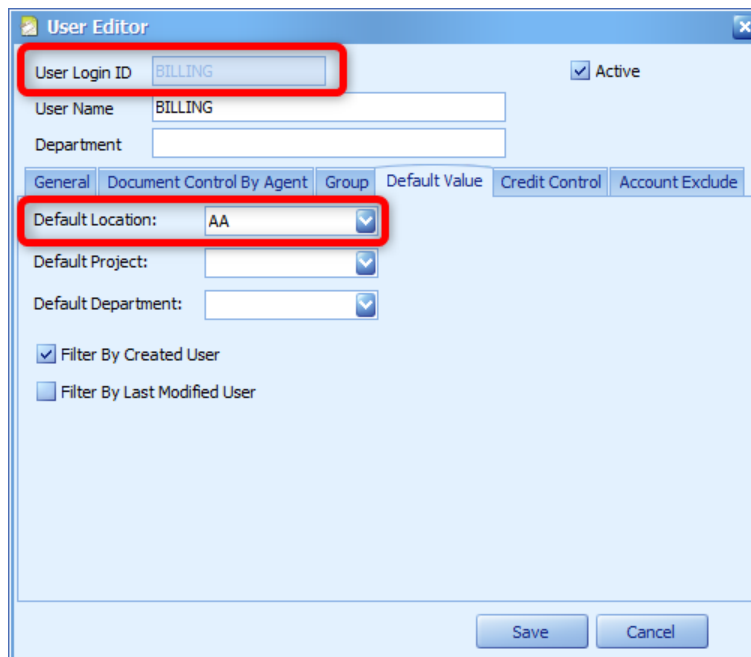 User Editor
User Login ID BILLING Active
User Name BILLING
Department
General Document Control By Agent Group Default Value Credit Control Account Exclude
Default Location: AA
Default Project:
Default Department:
Filter By Created User
Filter By Last Modified User
Save Cancel